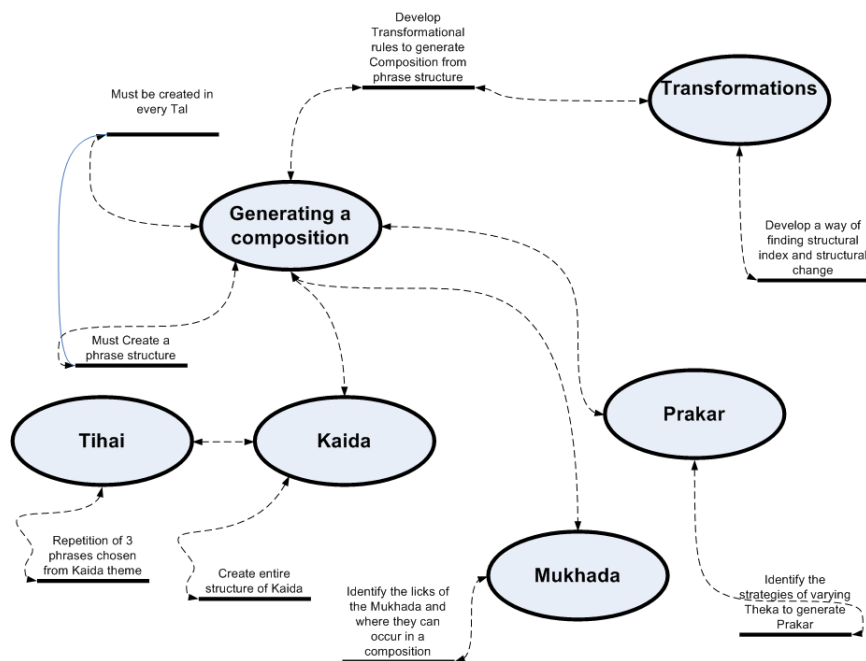 Develop
Transformational
rules to generate
Composition from
phrase structure
Transformations
Must be created in
every Tal
Generating a
composition
Develop a way of
finding structural
index and structural
change
Must Create a
phrase structure
Prakar
Tihai
Kaida
Repetition of 3
phrases chosen
from Kaida theme
Create entire
structure of Kaida
Mukhada
Identify the licks of
the Mukhada and
where they can
occur in a
composition
Identify the
strategies of varying
Theka to generate
Prakar